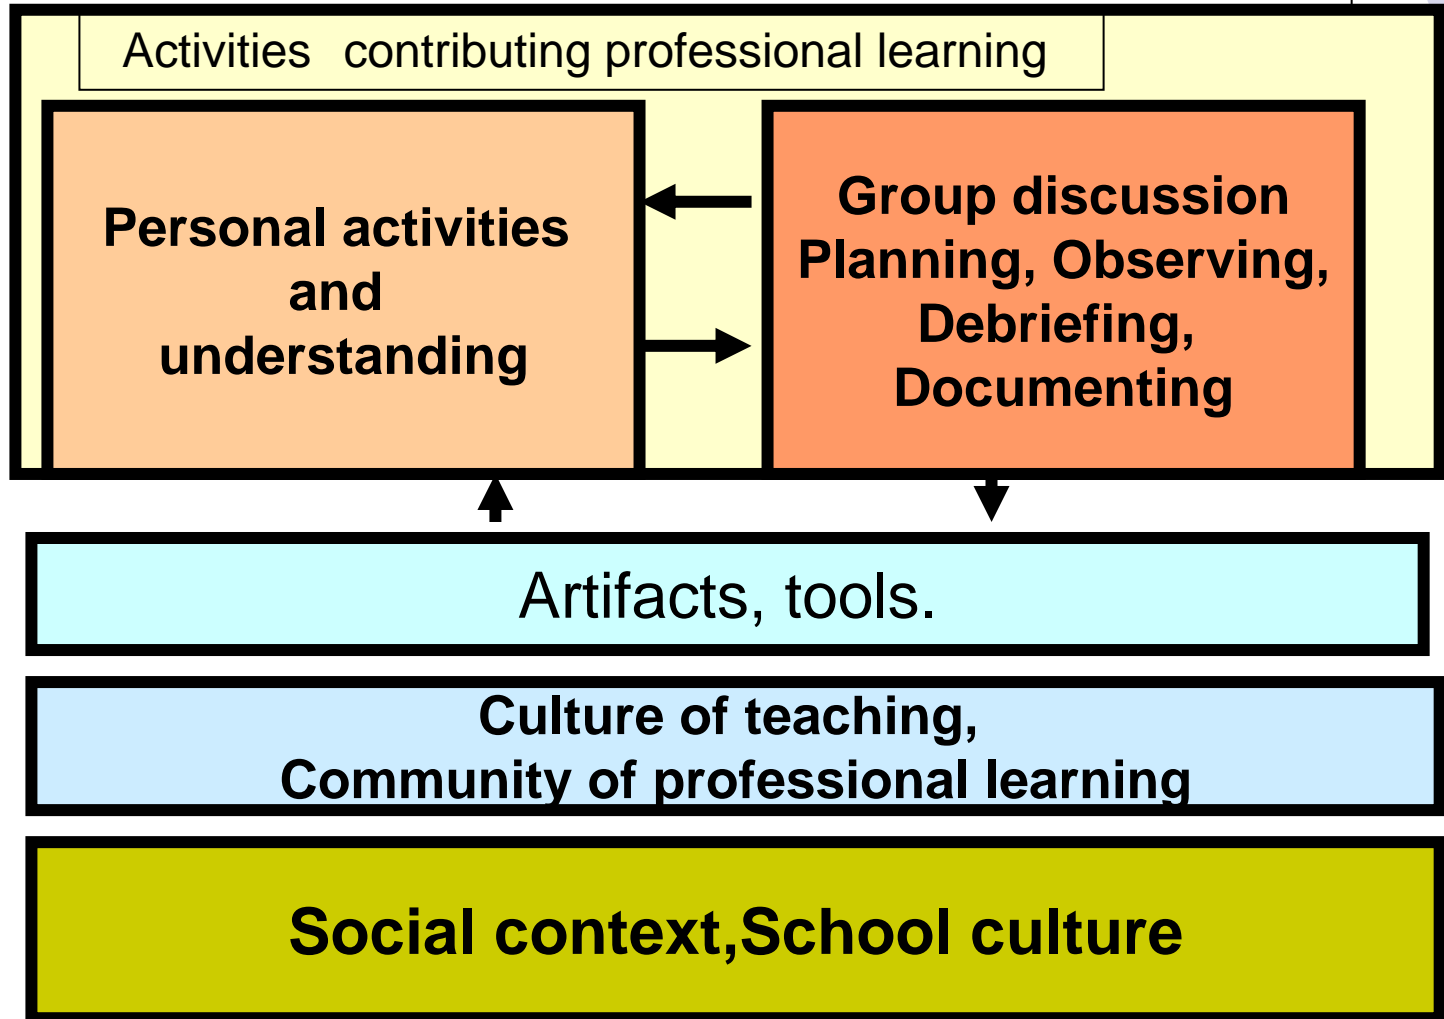 Activities contributing professional learning
Personal activities
and
understanding
Group discussion
Planning, Observing,
Debriefing,
Documenting
Artifacts, tools.
Culture of teaching,
Community of professional learning
Social context,School culture